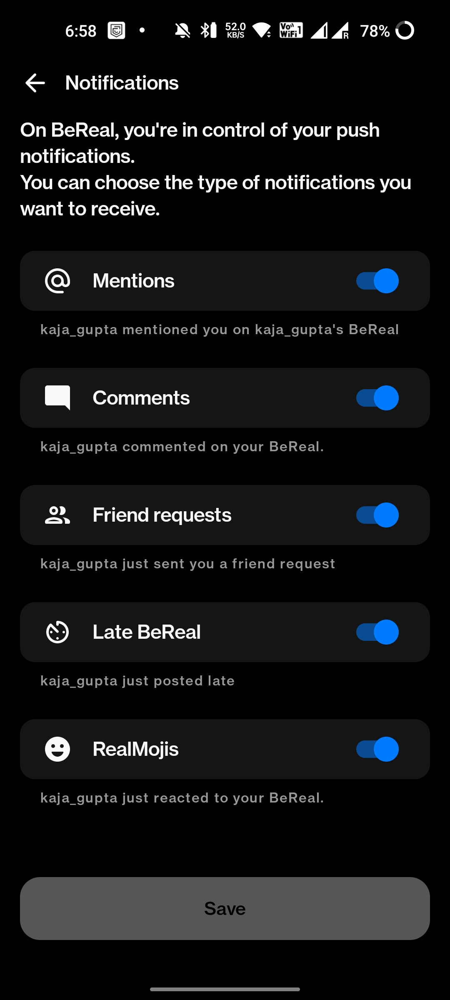 6:58 52.0 KB/S Vo WiFi 1 R 78%
Notifications
On BeReal, you're in control of your push
notifications.
You can choose the type of notifications you
want to receive.
Mentions
kaja_gupta mentioned you on kaja_gupta's BeReal
Comments
kaja_gupta commented on your BeReal.
Friend requests
kaja_gupta just sent you a friend request
Late BeReal
kaja_gupta just posted late
RealMojis
kaja_gupta just reacted to your BeReal.
Save